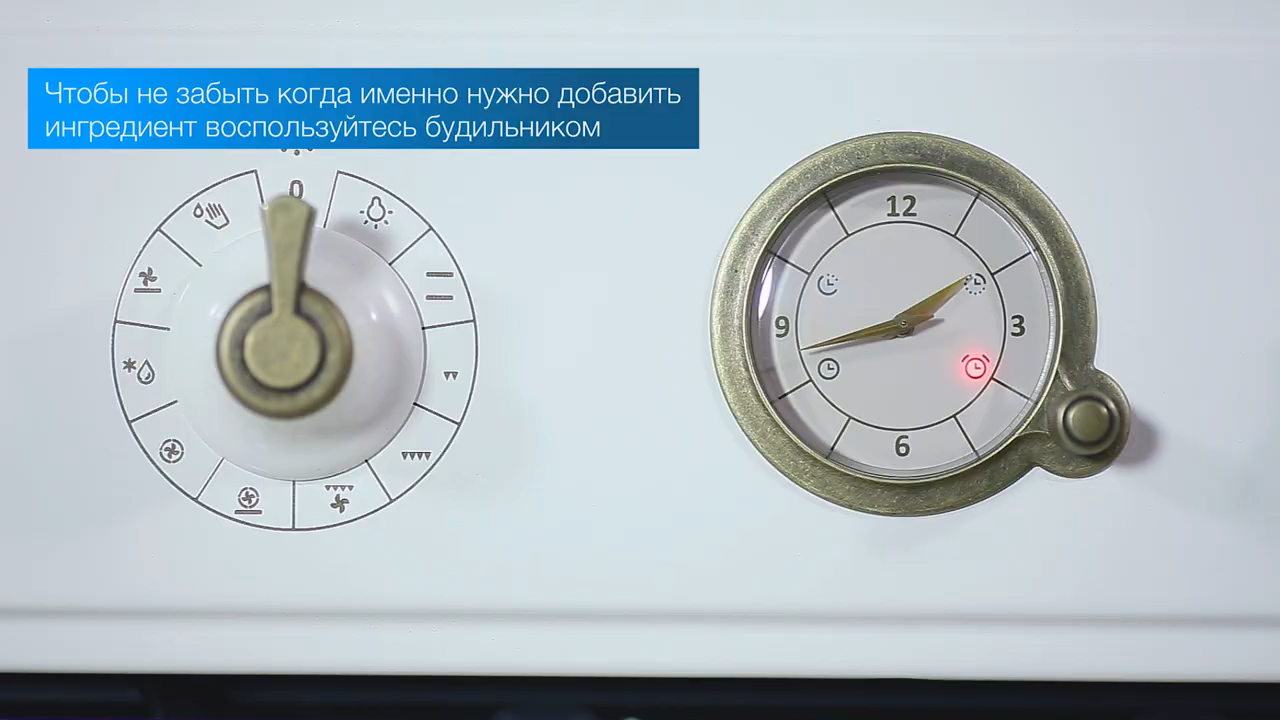 Чтобы не забыть когда именно нужно добавить
ингредиент воспользуйтесь будильником
0
12
9
3
6